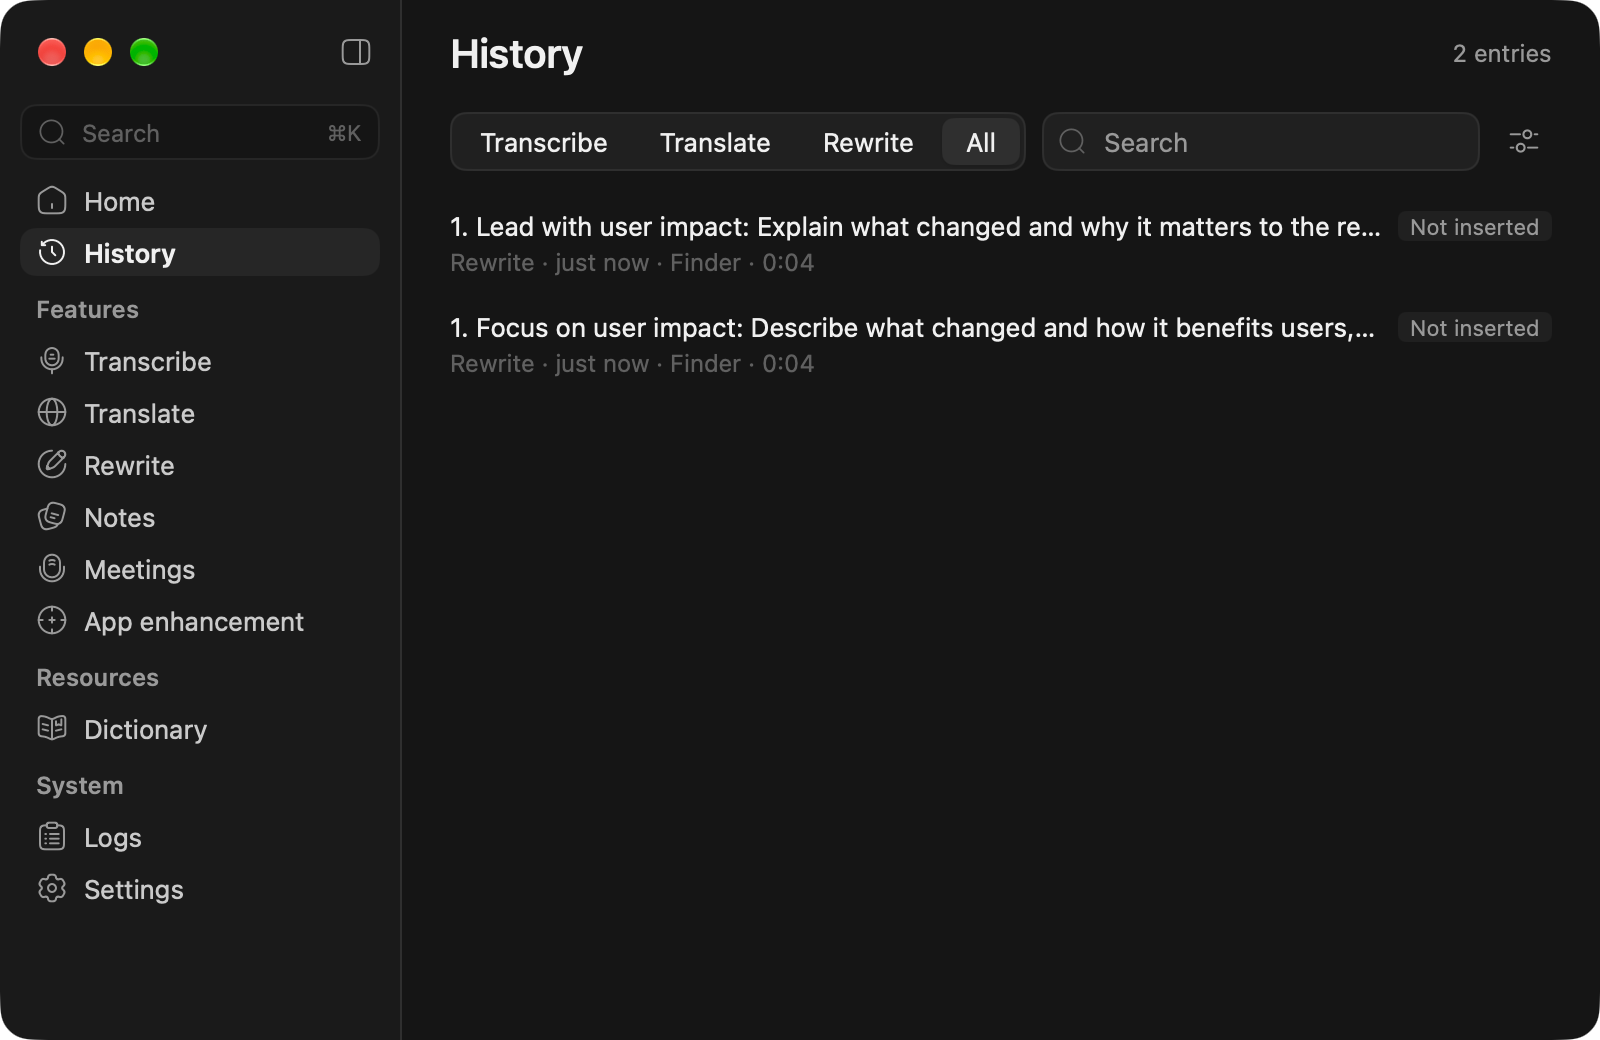 Search ⌘K
Home
History
Features
Transcribe
Translate
Rewrite
Notes
Meetings
App enhancement
Resources
Dictionary
System
Logs
Settings
History
2 entries
Transcribe Translate Rewrite All Search
1. Lead with user impact: Explain what changed and why it matters to the re... Not inserted
Rewrite · just now · Finder · 0:04
1. Focus on user impact: Describe what changed and how it benefits users,... Not inserted
Rewrite · just now · Finder · 0:04